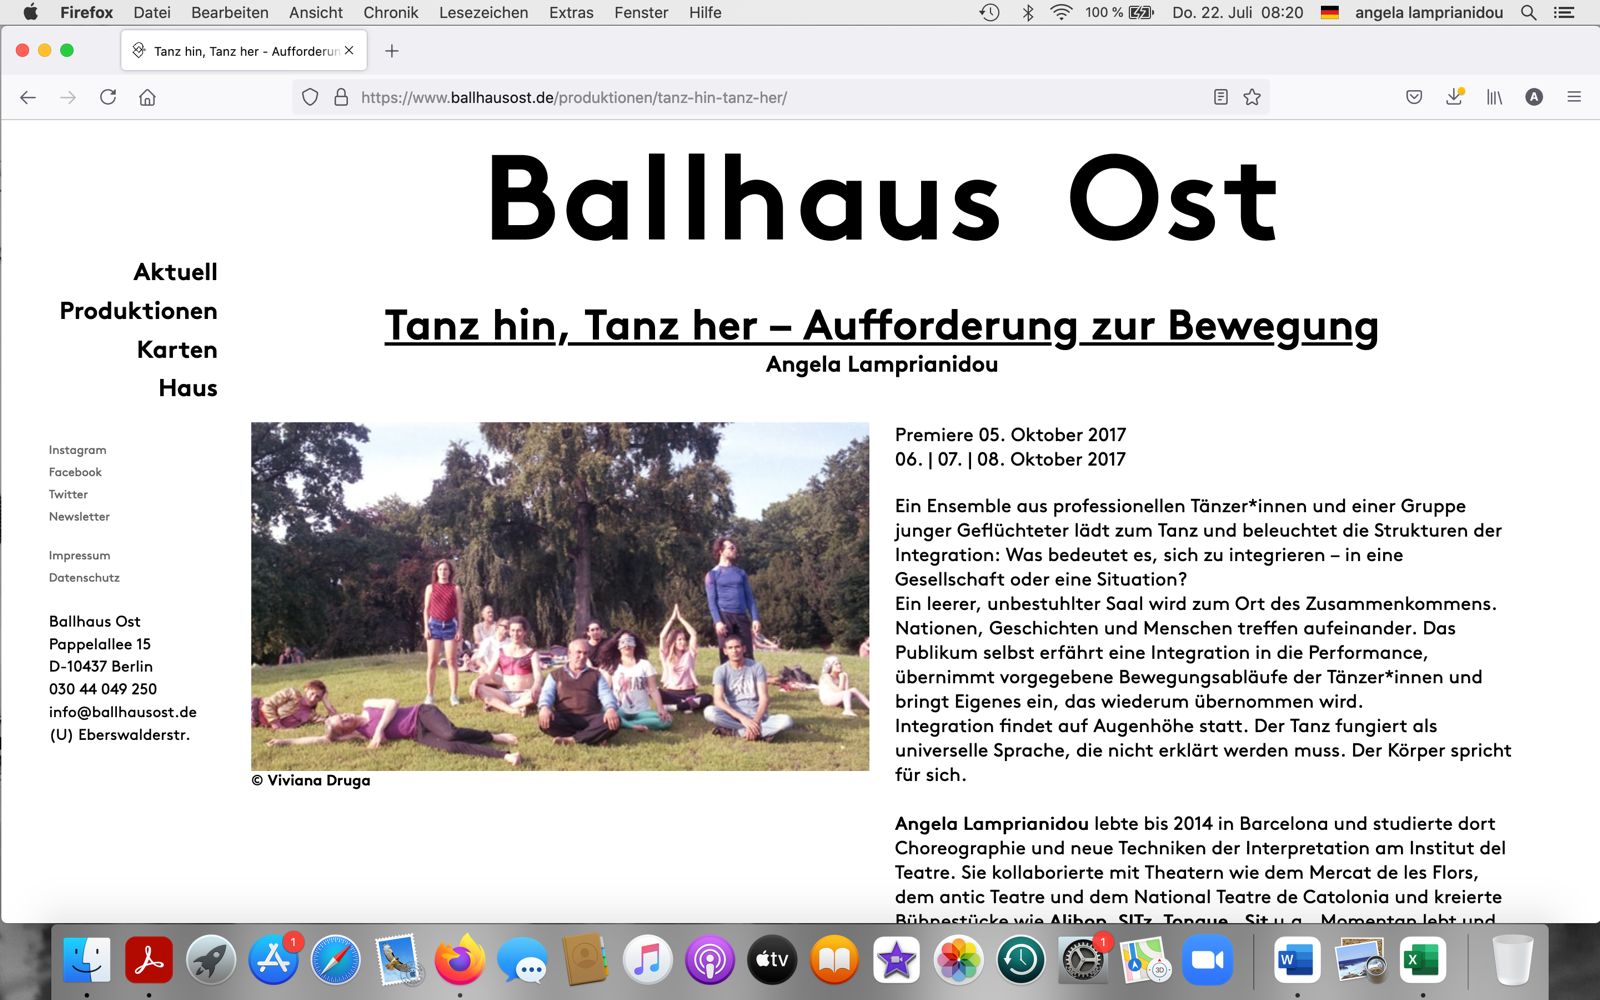 Firefox Datei Bearbeiten Ansicht Chronik Lesezeichen Extras Fenster Hilfe 100 % Do. 22. Juli 08:20 angela lamprianidou
Tanz hin, Tanz her - Aufforderun
https://www.ballhausost.de/produktionen/tanz-hin-tanz-her/
A
Ballhaus Ost
Aktuell
Produktionen
Karten
Haus
Instagram
Facebook
Twitter
Newsletter
Impressum
Datenschutz
Ballhaus Ost
Pappelallee 15
D-10437 Berlin
030 44 049 250
info@ballhausost.de
(U) Eberswalderstr.
Tanz hin, Tanz her – Aufforderung zur Bewegung
Angela Lamprianidou
© Viviana Druga
Premiere 05. Oktober 2017
06. | 07. | 08. Oktober 2017
Ein Ensemble aus professionellen Tänzer*innen und einer Gruppe
junger Geflüchteter lädt zum Tanz und beleuchtet die Strukturen der
Integration: Was bedeutet es, sich zu integrieren – in eine
Gesellschaft oder eine Situation?
Ein leerer, unbestuhlter Saal wird zum Ort des Zusammenkommens.
Nationen, Geschichten und Menschen treffen aufeinander. Das
Publikum selbst erfährt eine Integration in die Performance,
übernimmt vorgegebene Bewegungsabläufe der Tänzer*innen und
bringt Eigenes ein, das wiederum übernommen wird.
Integration findet auf Augenhöhe statt. Der Tanz fungiert als
universelle Sprache, die nicht erklärt werden muss. Der Körper spricht
für sich.
Angela Lamprianidou lebte bis 2014 in Barcelona und studierte dort
Choreographie und neue Techniken der Interpretation am Institut del
Teatre. Sie kollaborierte mit Theatern wie dem Mercat de les Flors,
dem antic Teatre und dem National Teatre de Catolonia und kreierte
Bühnestücke wie Alibop, SITz, Tongue, Sit u.a.. Momentan lebt und
1
tv
1
30
W
X